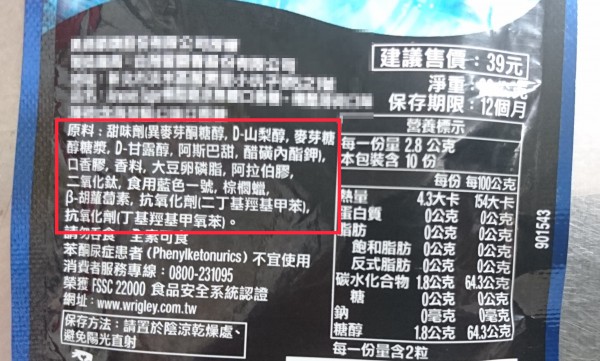 建議售價:39元
淨重:
保存期限:12個月
原料:甜味劑(異麥芽酮糖醇, D-山梨醇, 麥芽糖
醇糖漿, D-甘露醇, 阿斯巴甜, 醋磺內酯鉀),
口香膠, 香料, 大豆卵磷脂, 阿拉伯膠,
二氧化鈦, 食用藍色一號, 棕櫚蠟,
β-胡蘿蔔素, 抗氧化劑(二丁基羥基甲苯),
抗氧化劑(丁基羥基甲氧苯)。
請勿吞食 全素可食
苯酮尿症患者 (Phenylketonurics) 不宜使用
消費者服務專線:0800-231095
榮獲 FSSC 22000 食品安全系統認證
網址:www.wrigley.com.tw
保存方法:請置於陰涼乾燥處、
避免陽光直射
營養標示
每一份量 2.8 公克
本包裝含 10 份
每份 每100公克
熱量 4.3大卡 154大卡
蛋白質 0公克 0公克
脂肪 0公克 0公克
飽和脂肪 0公克 0公克
反式脂肪 0公克 0公克
碳水化合物 1.8公克 64.3公克
糖 0公克 0公克
鈉 0毫克 0毫克
糖醇 1.8公克 64.3公克
每一份量含2粒
901543